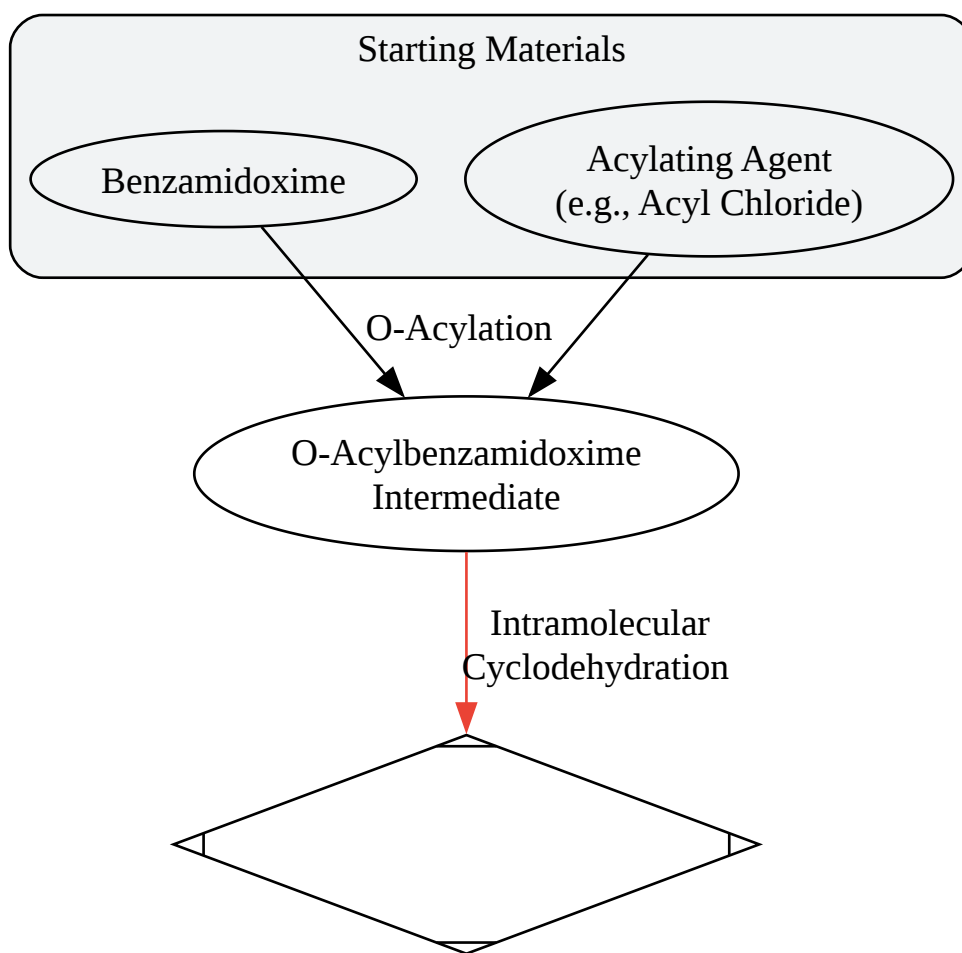 Starting Materials
Benzamidoxime
Acylating Agent
(e.g., Acyl Chloride)
O-Acylation
O-Acylbenzamidoxime
Intermediate
Intramolecular
Cyclodehydration